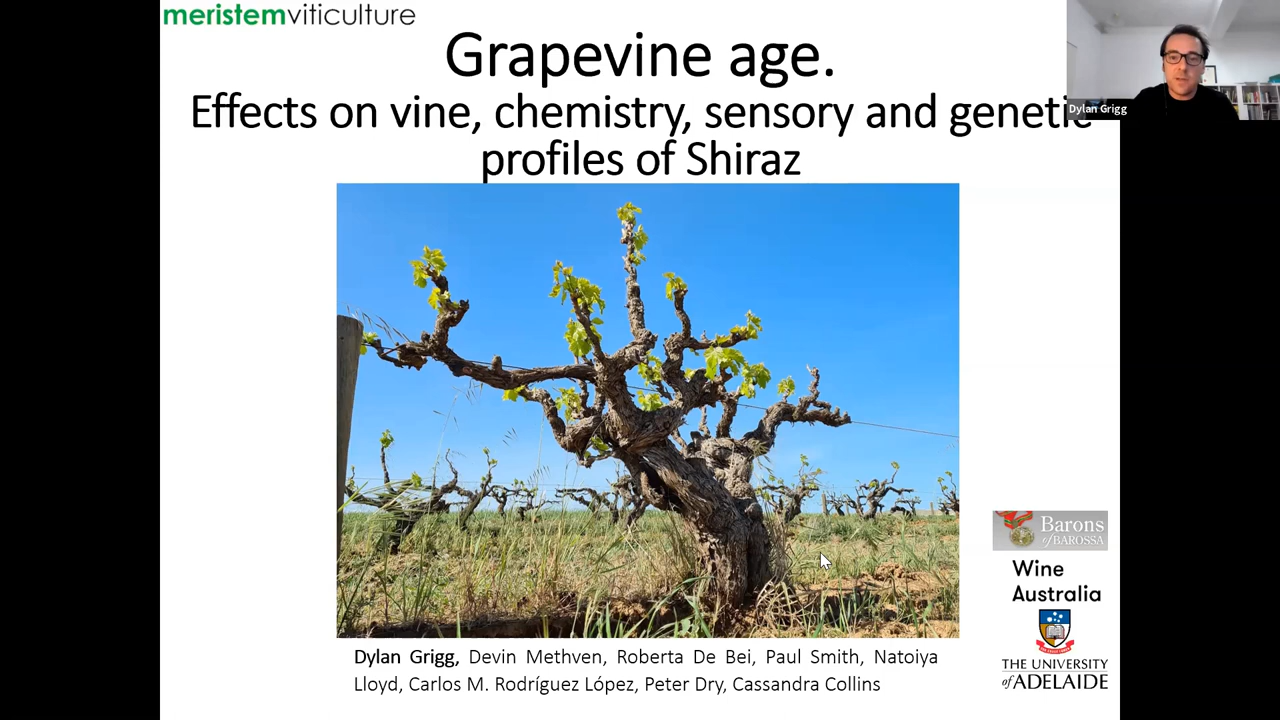 meristemviticulture
Grapevine age.
Effects on vine, chemistry, sensory and genetic
profiles of Shiraz
Dylan Grigg
Barons
of BAROSSA
Wine
Australia
THE UNIVERSITY
of ADELAIDE
Dylan Grigg, Devin Methven, Roberta De Bei, Paul Smith, Natoiya
Lloyd, Carlos M. Rodríguez López, Peter Dry, Cassandra Collins